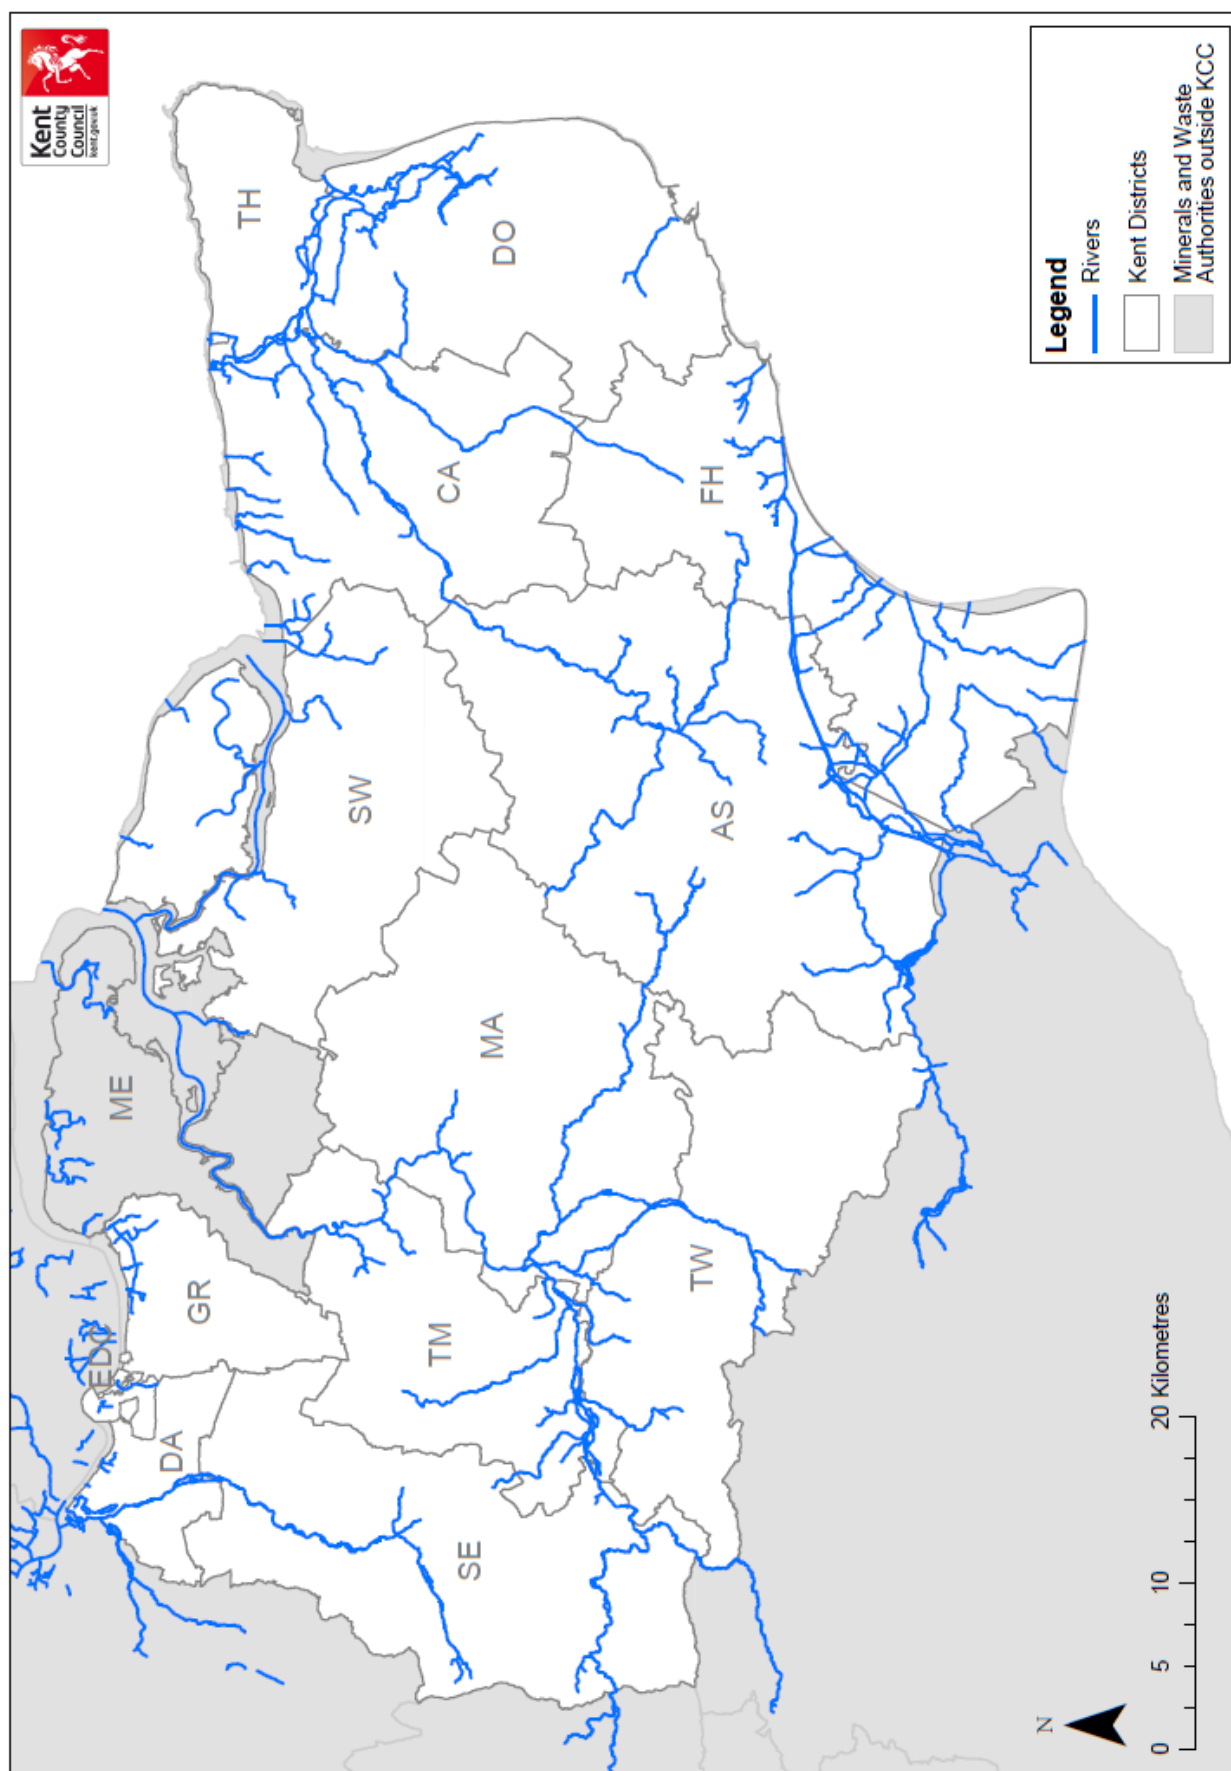 Kent
County
Council
kent.gov.uk
TH
DO
CA
FH
SW
AS
ME
MA
GR
EDC
TM
TW
DA
SE
Legend
Rivers
Kent Districts
Minerals and Waste
Authorities outside KCC
N
0 5 10 20 Kilometres